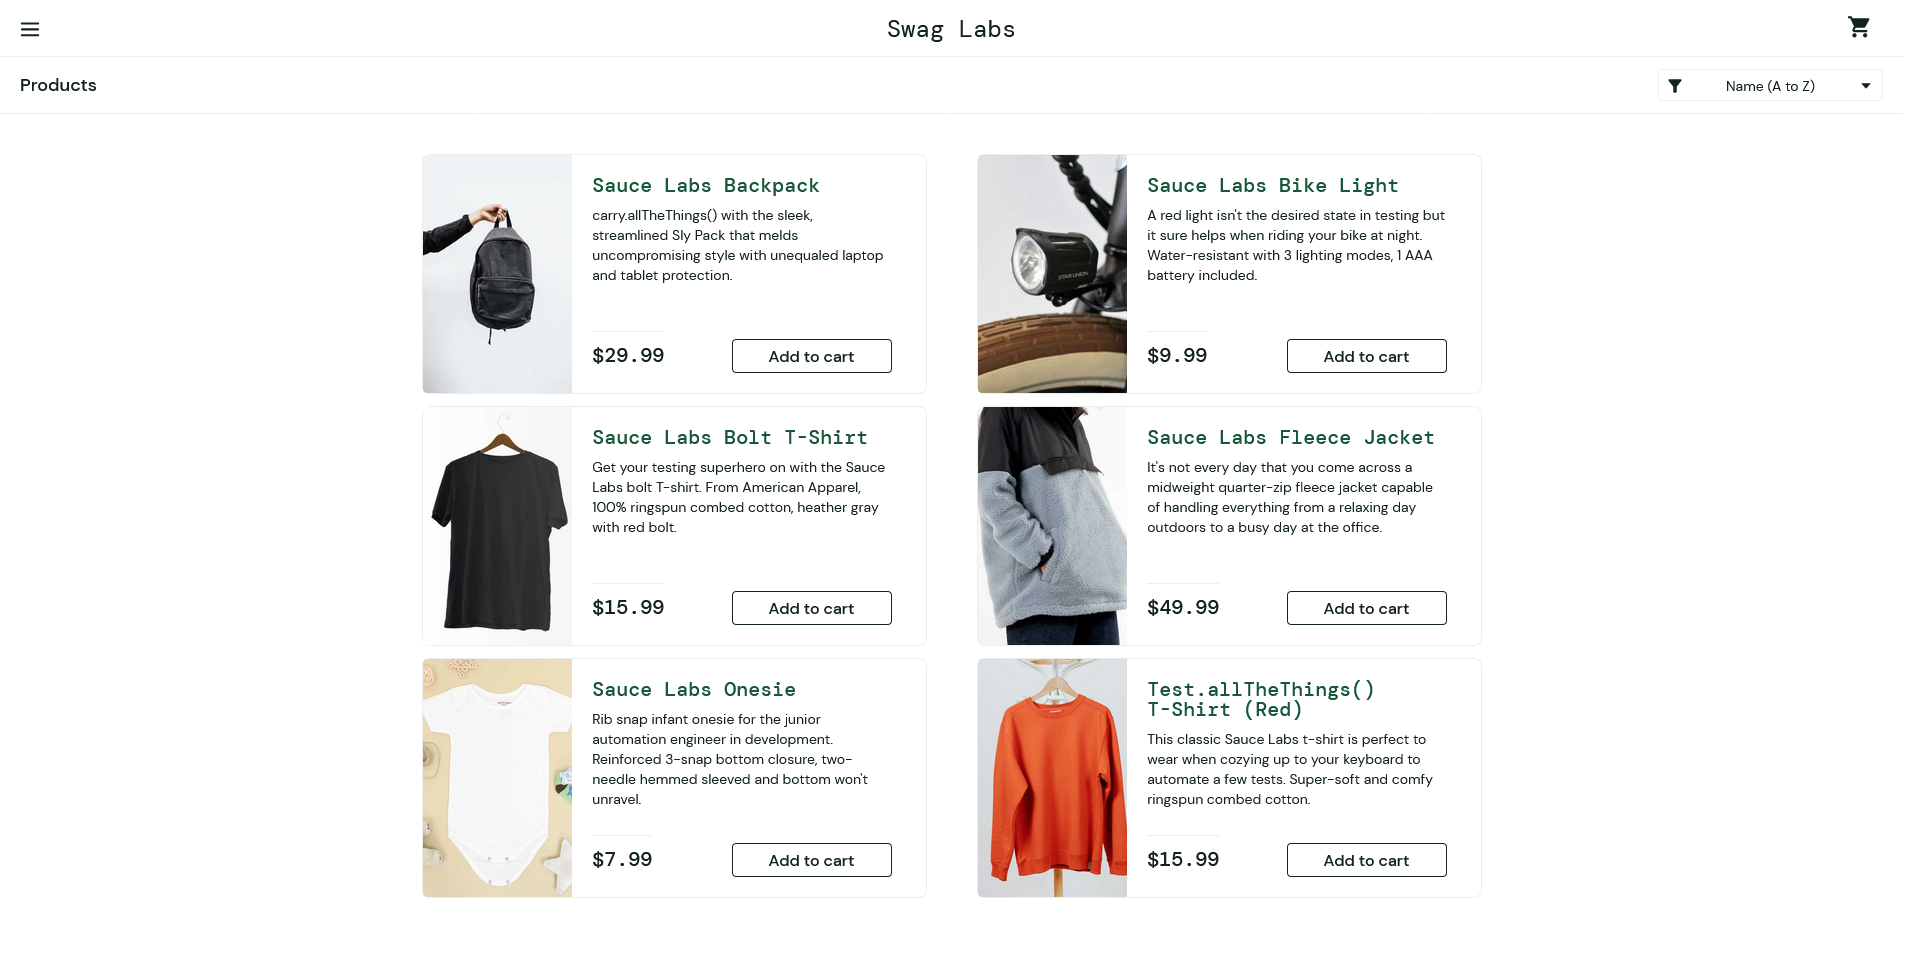 Swag Labs
Products
Name (A to Z)
Sauce Labs Backpack
carry.allTheThings() with the sleek,
streamlined Sly Pack that melds
uncompromising style with unequaled laptop
and tablet protection.
$29.99
Add to cart
Sauce Labs Bike Light
A red light isn't the desired state in testing but
it sure helps when riding your bike at night.
Water-resistant with 3 lighting modes, 1 AAA
battery included.
STAR UNION
$9.99
Add to cart
Sauce Labs Bolt T-Shirt
Get your testing superhero on with the Sauce
Labs bolt T-shirt. From American Apparel,
100% ringspun combed cotton, heather gray
with red bolt.
$15.99
Add to cart
Sauce Labs Fleece Jacket
It's not every day that you come across a
midweight quarter-zip fleece jacket capable
of handling everything from a relaxing day
outdoors to a busy day at the office.
$49.99
Add to cart
Sauce Labs Onesie
Rib snap infant onesie for the junior
automation engineer in development.
Reinforced 3-snap bottom closure, two-
needle hemmed sleeved and bottom won't
unravel.
$7.99
Add to cart
Test.allTheThings()
T-Shirt (Red)
This classic Sauce Labs t-shirt is perfect to
wear when cozying up to your keyboard to
automate a few tests. Super-soft and comfy
ringspun combed cotton.
$15.99
Add to cart